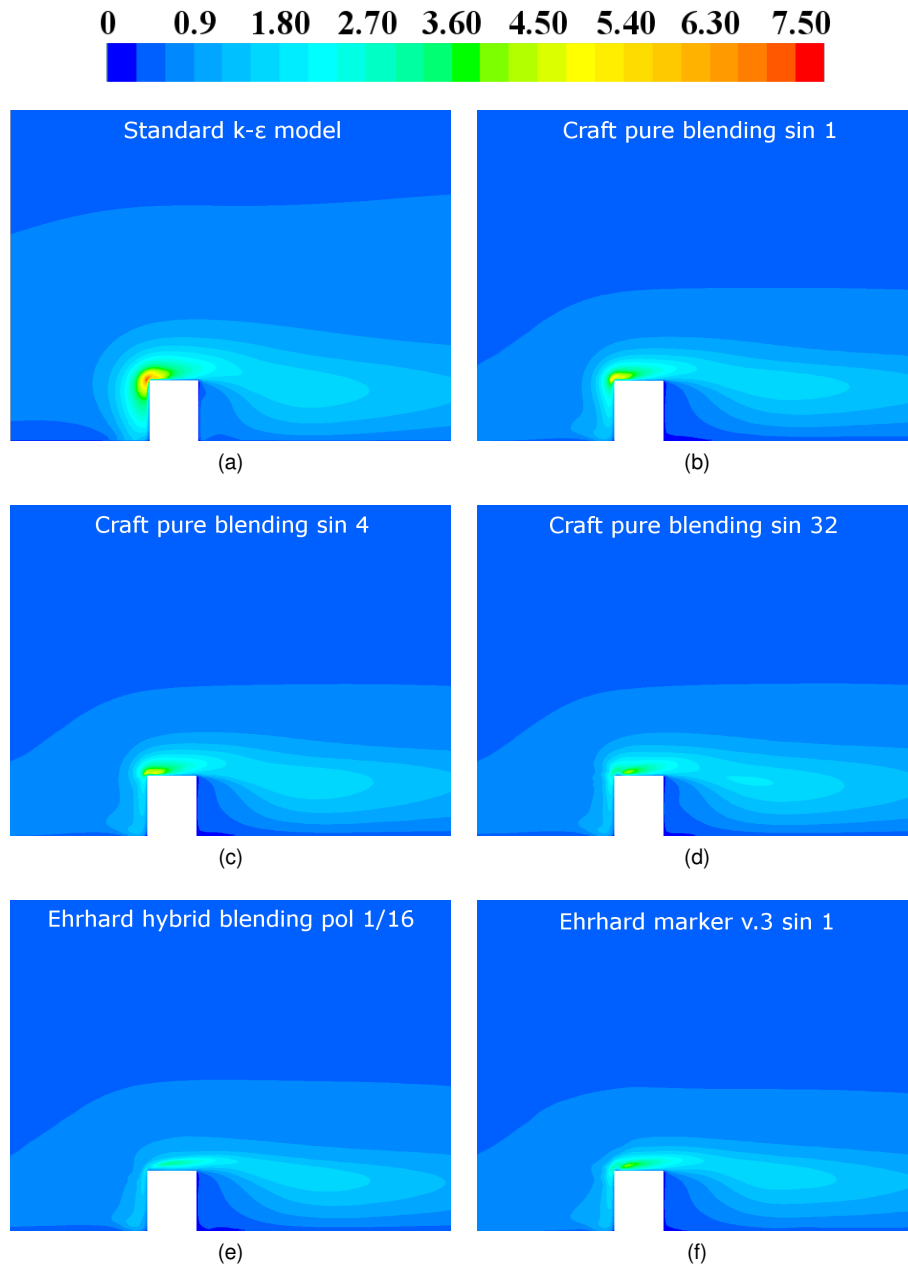 0 0.9 1.80 2.70 3.60 4.50 5.40 6.30 7.50
Standard k-ε model
Craft pure blending sin 1
(a)
(b)
Craft pure blending sin 4
Craft pure blending sin 32
(c)
(d)
Ehrhard hybrid blending pol 1/16
Ehrhard marker v.3 sin 1
(e)
(f)